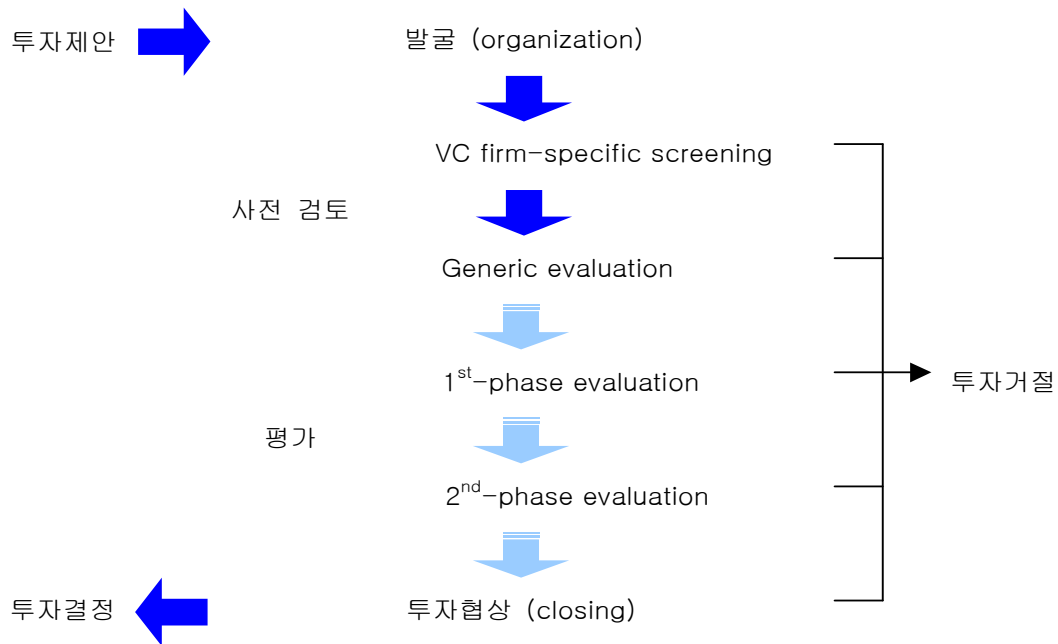 투자제안
발굴 (organization)
VC firm-specific screening
사전 검토
Generic evaluation
1st-phase evaluation
투자거절
평가
2nd-phase evaluation
투자결정
투자협상 (closing)